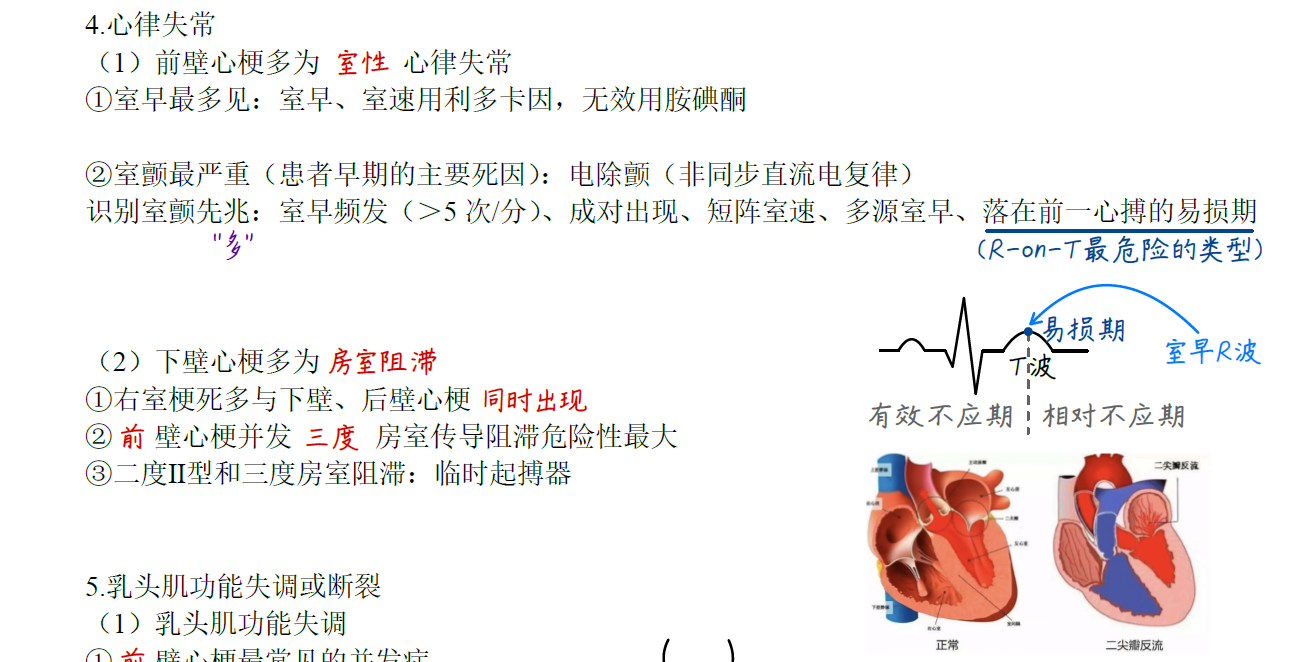 4.心律失常
（1）前壁心梗多为 室性 心律失常
①室早最多见：室早、室速用利多卡因，无效用胺碘酮
②室颤最严重（患者早期的主要死因）：电除颤（非同步直流电复律）
识别室颤先兆：室早频发（＞5 次/分）、成对出现、短阵室速、多源室早、落在前一心搏的易损期
"多"
(R-on-T最危险的类型)
易损期
室早R波
T波
有效不应期
相对不应期
（2）下壁心梗多为 房室阻滞
①右室梗死多与下壁、后壁心梗 同时出现
②前 壁心梗并发 三度 房室传导阻滞危险性最大
③二度II型和三度房室阻滞：临时起搏器
二尖瓣反流
正常
二尖瓣反流
5.乳头肌功能失调或断裂
（1）乳头肌功能失调
①前 壁心梗最常见的并发症